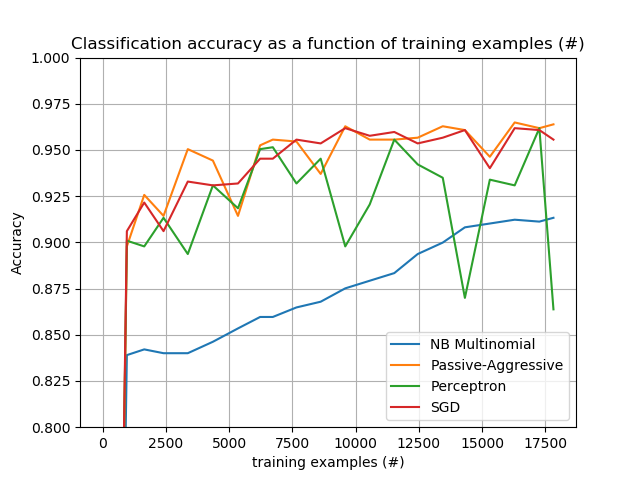 Classification accuracy as a function of training examples (#)
1.000
0.975
0.950
0.925
0.900
0.875
0.850
0.825
0.800
Accuracy
NB Multinomial
Passive-Aggressive
Perceptron
SGD
0 2500 5000 7500 10000 12500 15000 17500
training examples (#)